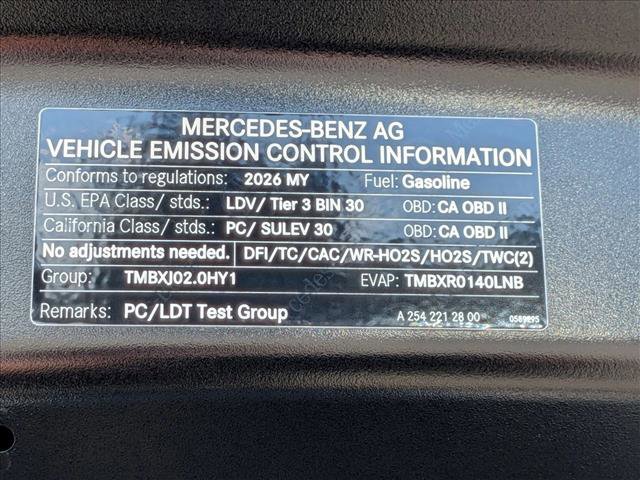 MERCEDES-BENZ AG
VEHICLE EMISSION CONTROL INFORMATION
Conforms to regulations: 2026 MY Fuel: Gasoline
U.S. EPA Class/ stds.: LDV/ Tier 3 BIN 30 OBD: CA OBD II
California Class/ stds.: PC/ SULEV 30 OBD: CA OBD II
No adjustments needed. DFI/TC/CAC/WR-HO2S/HO2S/TWC(2)
Group: TMBXJ02.0HY1 EVAP: TMBXR0140LNB
Remarks: PC/LDT Test Group A 254 221 28 00